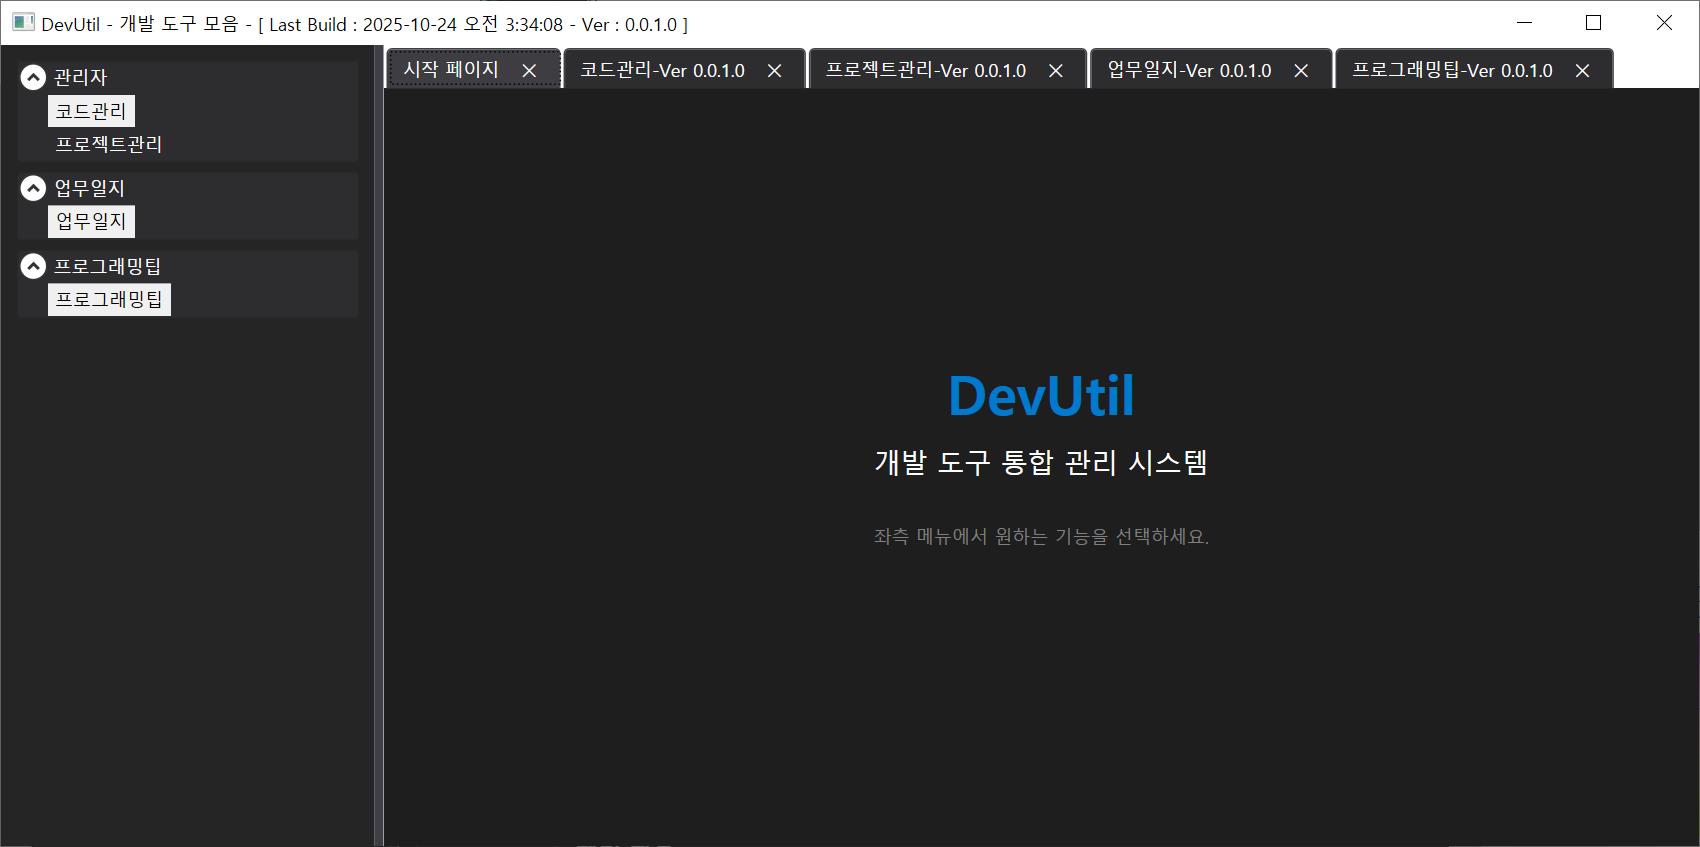 DevUtil - 개발 도구 모음 - [ Last Build : 2025-10-24 오전 3:34:08 - Ver : 0.0.1.0 ]
관리자
코드관리
프로젝트관리
업무일지
업무일지
프로그래밍팁
프로그래밍팁
시작 페이지
코드관리-Ver 0.0.1.0
프로젝트관리-Ver 0.0.1.0
업무일지-Ver 0.0.1.0
프로그래밍팁-Ver 0.0.1.0
DevUtil
개발 도구 통합 관리 시스템
좌측 메뉴에서 원하는 기능을 선택하세요.